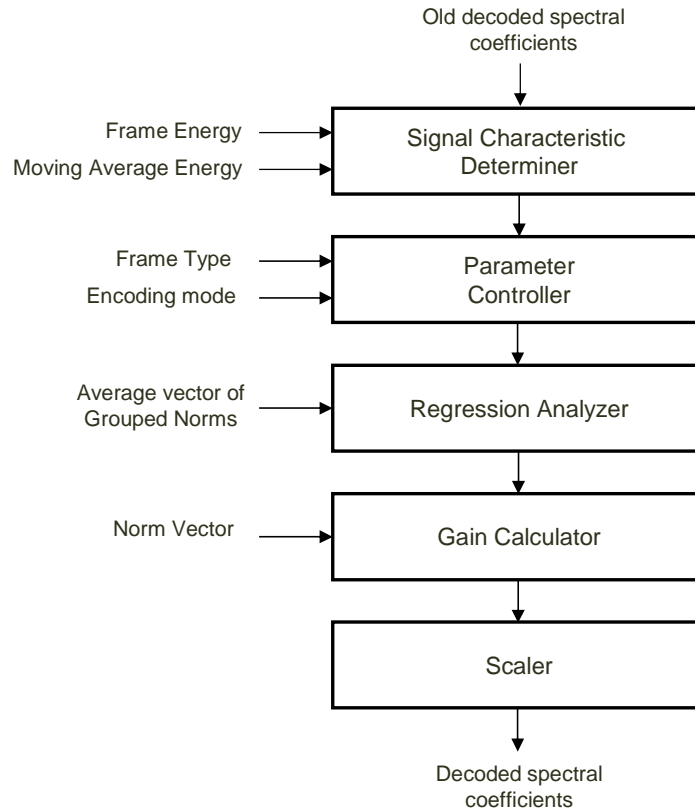 Old decoded spectral
coefficients
Frame Energy
Moving Average Energy
Signal Characteristic
Determiner
Frame Type
Encoding mode
Parameter
Controller
Average vector of
Grouped Norms
Regression Analyzer
Norm Vector
Gain Calculator
Scaler
Decoded spectral
coefficients